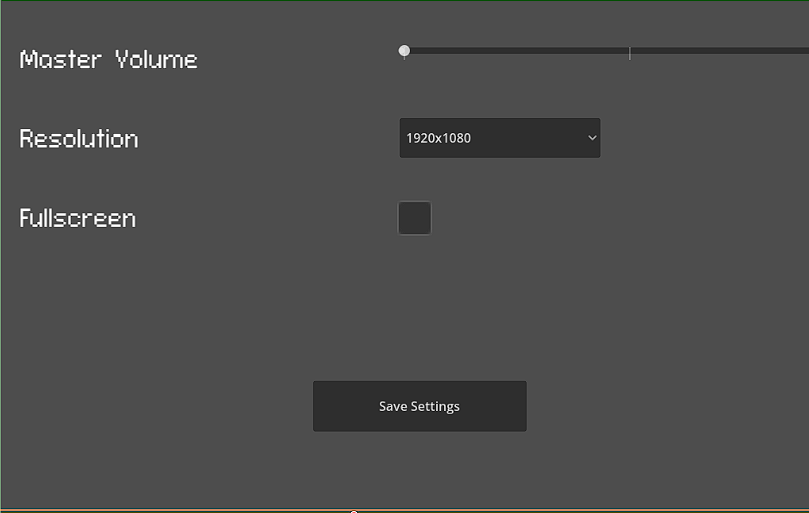 Master Volume
Resolution
1920x1080
Fullscreen
Save Settings